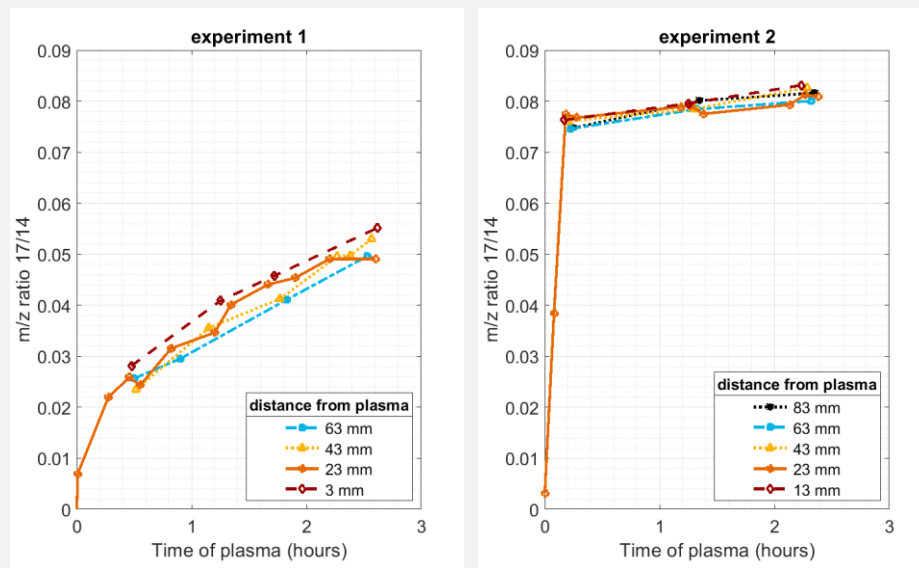 experiment 1
0.09
0.08
0.07
0.06
0.05
0.04
0.03
0.02
0.01
0
m/z ratio 17/14
distance from plasma
63 mm
43 mm
23 mm
3 mm
0
1
2
3
Time of plasma (hours)
experiment 2
0.09
0.08
0.07
0.06
0.05
0.04
0.03
0.02
0.01
0
m/z ratio 17/14
distance from plasma
83 mm
63 mm
43 mm
23 mm
13 mm
0
1
2
3
Time of plasma (hours)